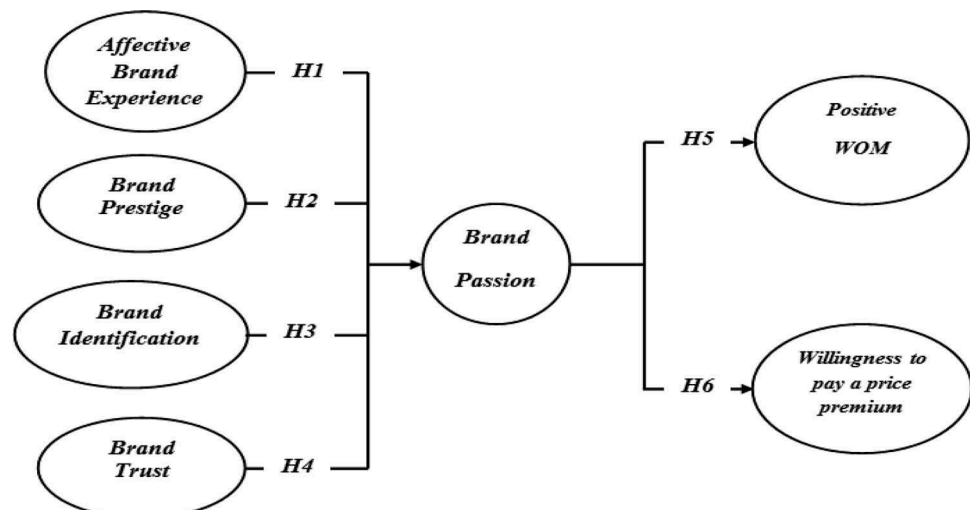 Affective
Brand
Experience
H1
Brand
Prestige
H2
Brand
Identification
H3
Brand
Trust
H4
Brand
Passion
H5
Positive
WOM
H6
Willingness to
pay a price
premium